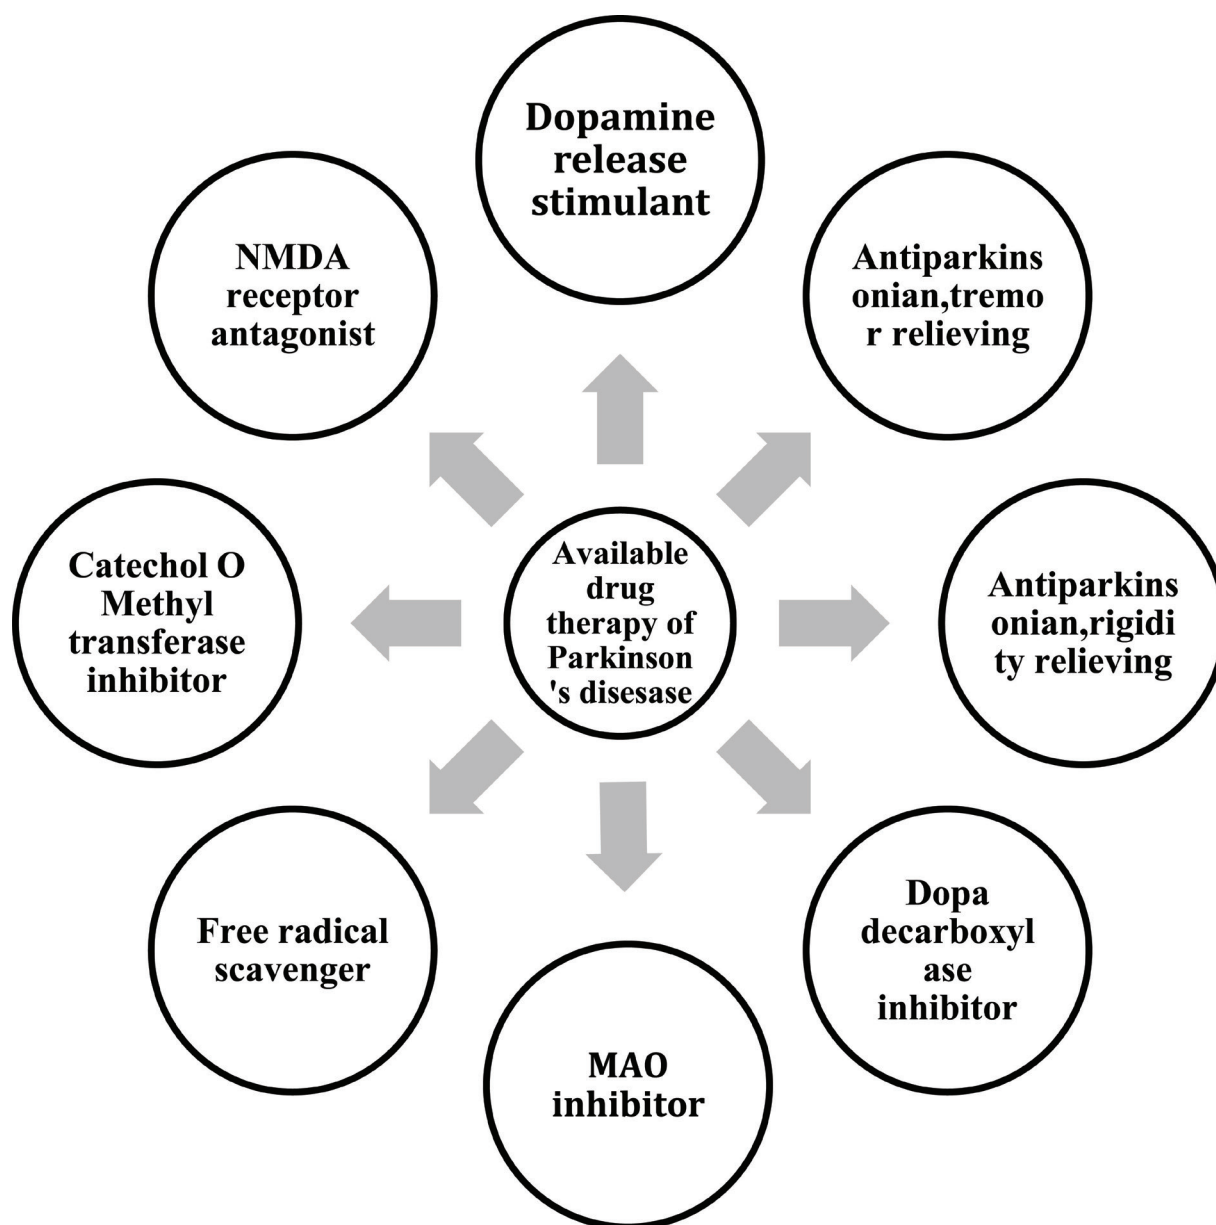 Dopamine
release
stimulant
Antiparkins
onian,tremo
r relieving
Antiparkins
onian,rigidi
ty relieving
Dopa
decarboxyl
ase
inhibitor
MAO
inhibitor
Free radical
scavenger
Catechol O
Methyl
transferase
inhibitor
NMDA
receptor
antagonist
Available
drug
therapy of
Parkinson
's disesase